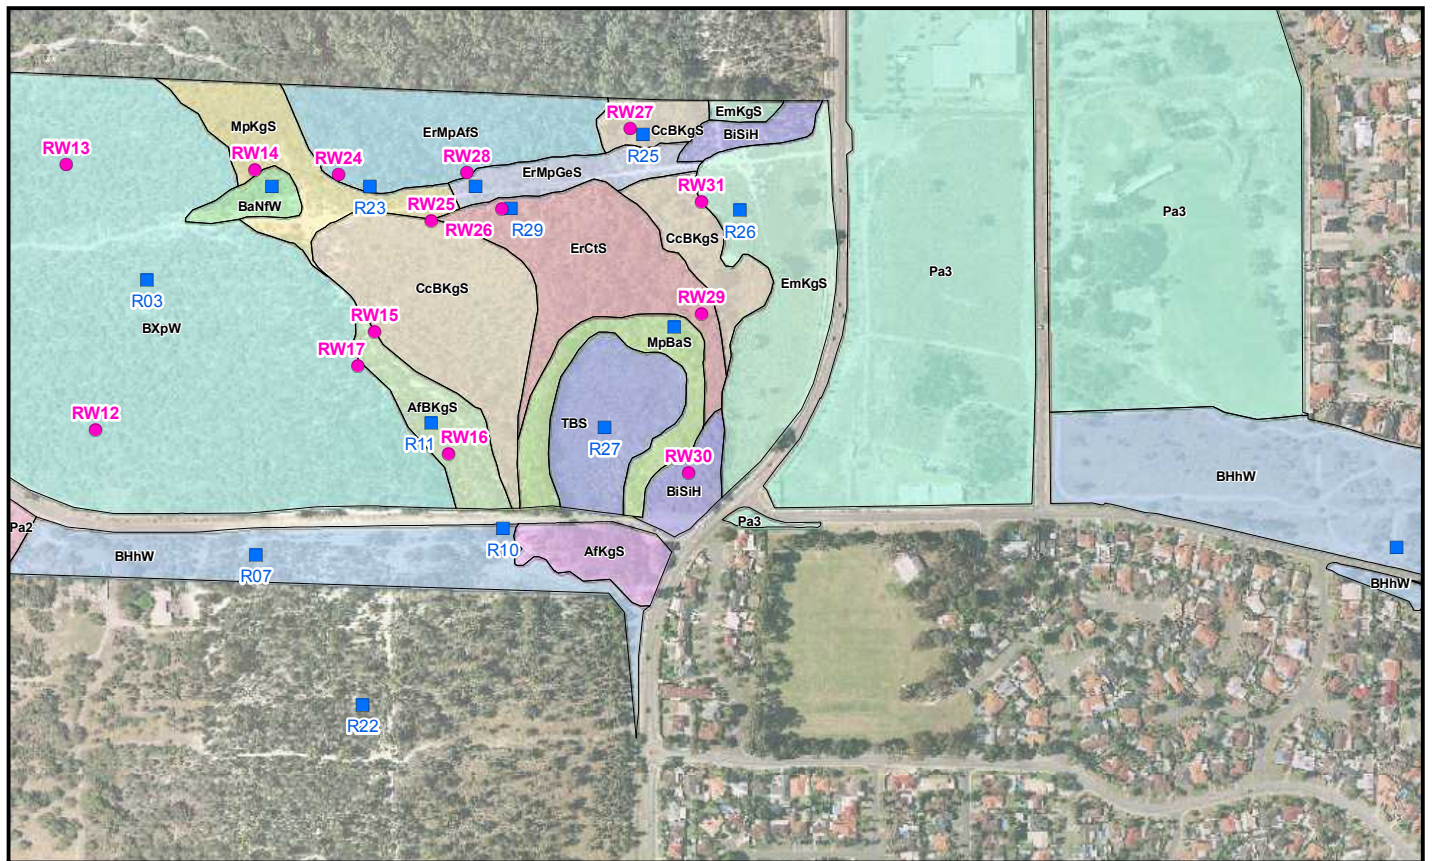 RW27
EmKgS
MpKgS
ErMpAfS
CcBKgS
BiSiH
RW13
RW14
RW24
RW28
R25
ErMpGeS
BaNfW
R23
RW25
RW31
RW26
R29
R26
Pa3
CcBKgS
ErCtS
Pa3
EmKgS
CcBKgS
R03
RW29
BXpW
RW15
MpBaS
RW17
AfBKgS
RW12
TBS
R11
RW16
R27
RW30
BHhW
BiSiH
Pa3
Pa2
R10
AfKgS
BHhW
R07
BHhW
R22